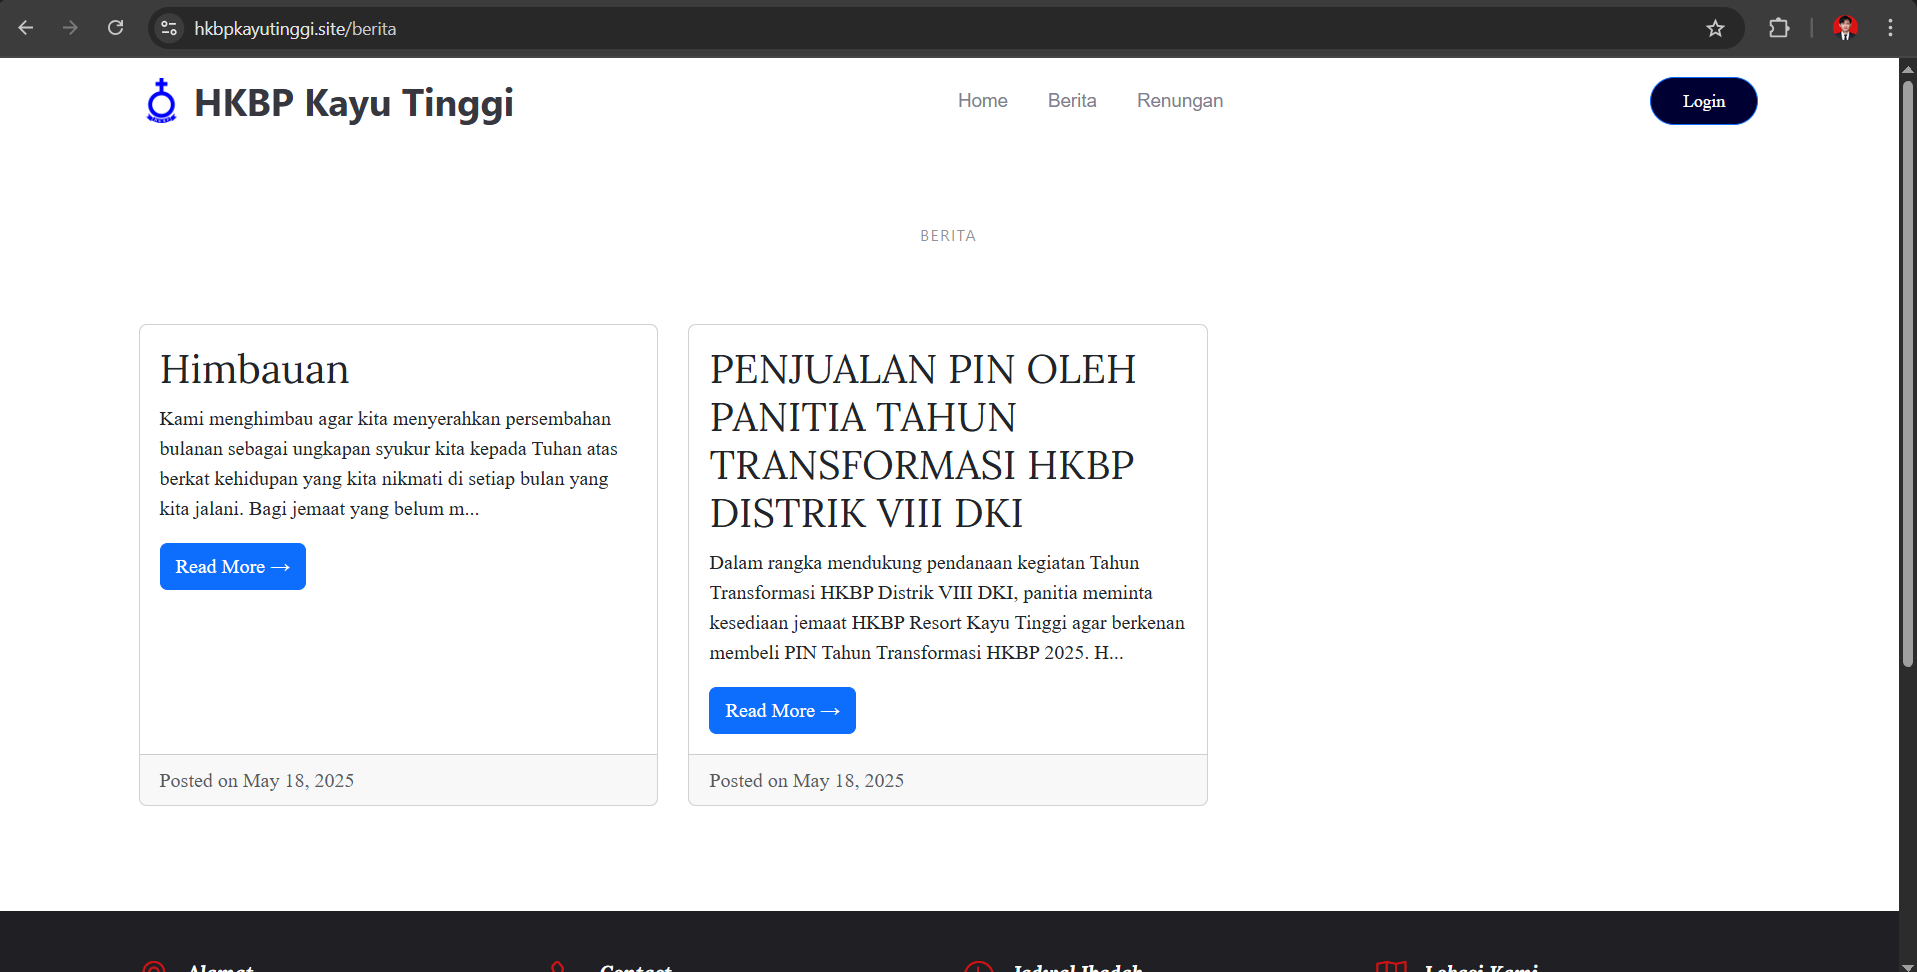 hkbpkayutinggi.site/berita
HKBP Kayu Tinggi
Home
Berita
Renungan
Login
BERITA
Himbauan
Kami menghimbau agar kita menyerahkan persembahan
bulanan sebagai ungkapan syukur kita kepada Tuhan atas
berkat kehidupan yang kita nikmati di setiap bulan yang
kita jalani. Bagi jemaat yang belum m...
Read More →
Posted on May 18, 2025
PENJUALAN PIN OLEH
PANITIA TAHUN
TRANSFORMASI HKBP
DISTRIK VIII DKI
Dalam rangka mendukung pendanaan kegiatan Tahun
Transformasi HKBP Distrik VIII DKI, panitia meminta
kesediaan jemaat HKBP Resort Kayu Tinggi agar berkenan
membeli PIN Tahun Transformasi HKBP 2025. H...
Read More →
Posted on May 18, 2025
Alamat
Contact
Jadwal Ibadah
Lokasi Kami